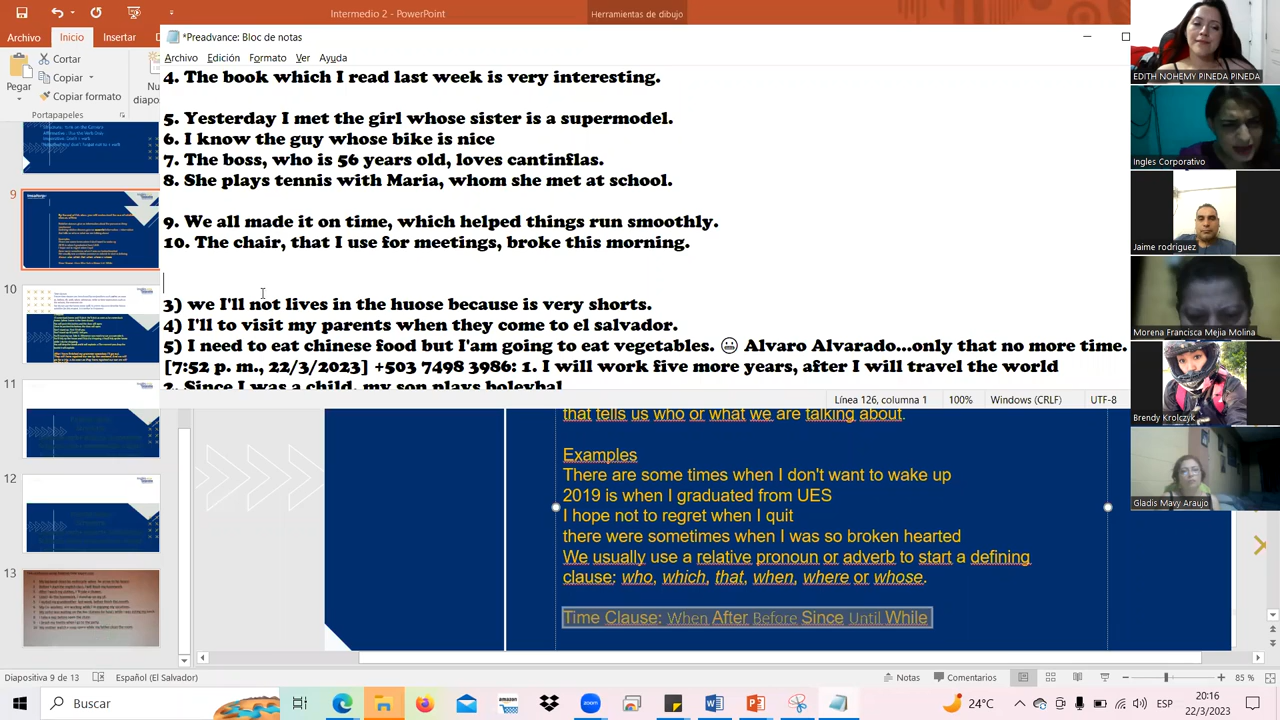 Intermedio 2 - PowerPoint
Herramientas de dibujo
Archivo
Inicio
Insertar
Cortar
Copiar
Copiar formato
Pegar
Portapapeles
*Preadvance: Bloc de notas
Archivo Edición Formato Ver Ayuda
4. The book which I read last week is very interesting.
5. Yesterday I met the girl whose sister is a supermodel.
6. I know the guy whose bike is nice
7. The boss, who is 56 years old, loves cantinflas.
8. She plays tennis with Maria, whom she met at school.
9. We all made it on time, which helped things run smoothly.
10. The chair, that I use for meetings, broke this morning.
3) we I'll not lives in the huose because is very shorts.
4) I'll to visit my parents when they come to el salvador.
5) I need to eat chinese food but I'am going to eat vegetables. 😀 Alvaro Alvarado...only that no more time.
[7:52 p. m., 22/3/2023] +503 7498 3986: 1. I will work five more years, after I will travel the world
2. Since I was a child, my son plays boleybal
Línea 126, columna 1
100%
Windows (CRLF)
UTF-8
that tells us who or what we are talking about.
Examples
There are some times when I don't want to wake up
2019 is when I graduated from UES
I hope not to regret when I quit
there were sometimes when I was so broken hearted
We usually use a relative pronoun or adverb to start a defining
clause: who, which, that, when, where or whose.
Time Clause: When After Before Since Until While
9
10
11
12
13
EDITH NOHEMY PINEDA PINEDA
Ingles Corporativo
Jaime rodriguez
Morena Francisca Mejia Molina
Brendy Krolczyk
Gladis Mavy Araujo
Diapositiva 9 de 13
Español (El Salvador)
Notas
Comentarios
85 %
Buscar
24°C
ESP
20:16
22/3/2023